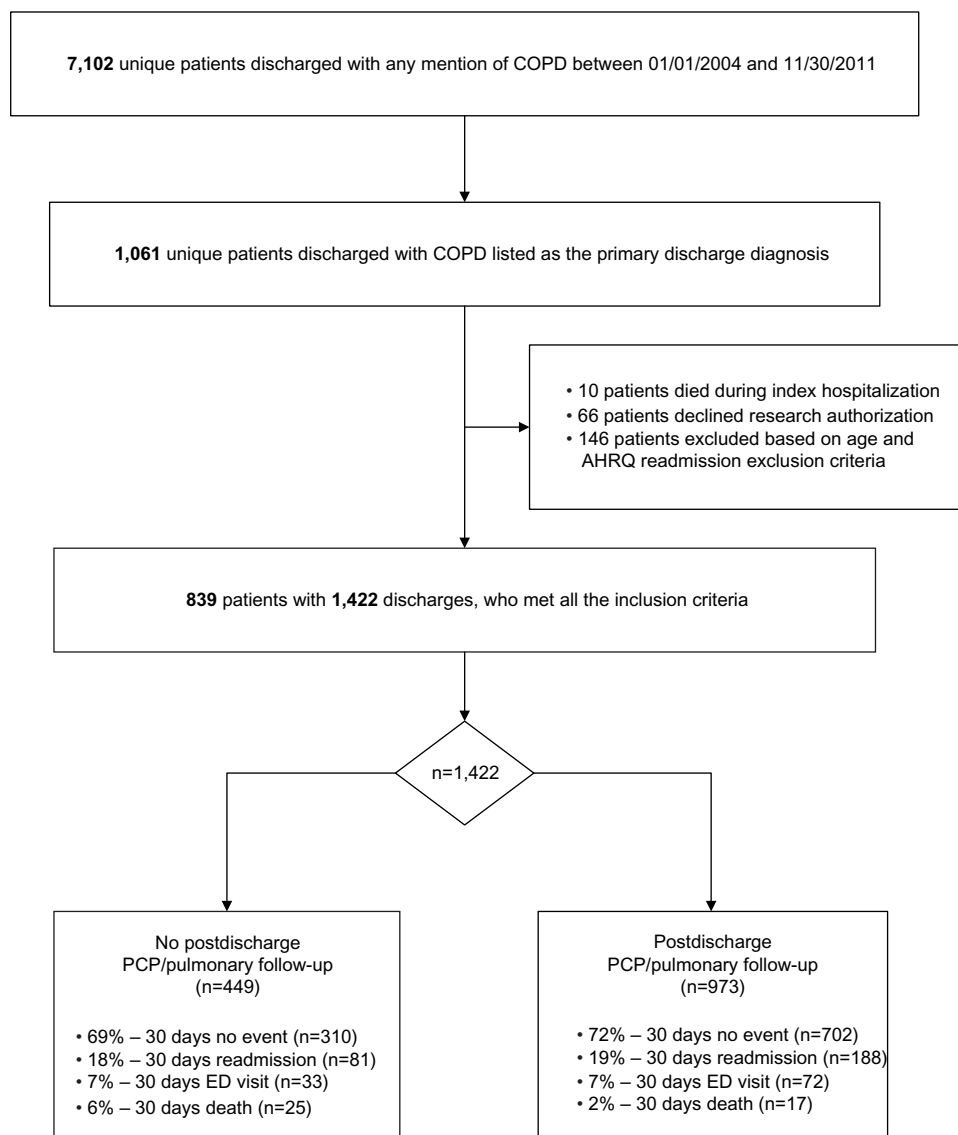 7,102 unique patients discharged with any mention of COPD between 01/01/2004 and 11/30/2011
1,061 unique patients discharged with COPD listed as the primary discharge diagnosis
• 10 patients died during index hospitalization
• 66 patients declined research authorization
• 146 patients excluded based on age and
AHRQ readmission exclusion criteria
839 patients with 1,422 discharges, who met all the inclusion criteria
n=1,422
No postdischarge
PCP/pulmonary follow-up
(n=449)
• 69% – 30 days no event (n=310)
• 18% – 30 days readmission (n=81)
• 7% – 30 days ED visit (n=33)
• 6% – 30 days death (n=25)
Postdischarge
PCP/pulmonary follow-up
(n=973)
• 72% – 30 days no event (n=702)
• 19% – 30 days readmission (n=188)
• 7% – 30 days ED visit (n=72)
• 2% – 30 days death (n=17)